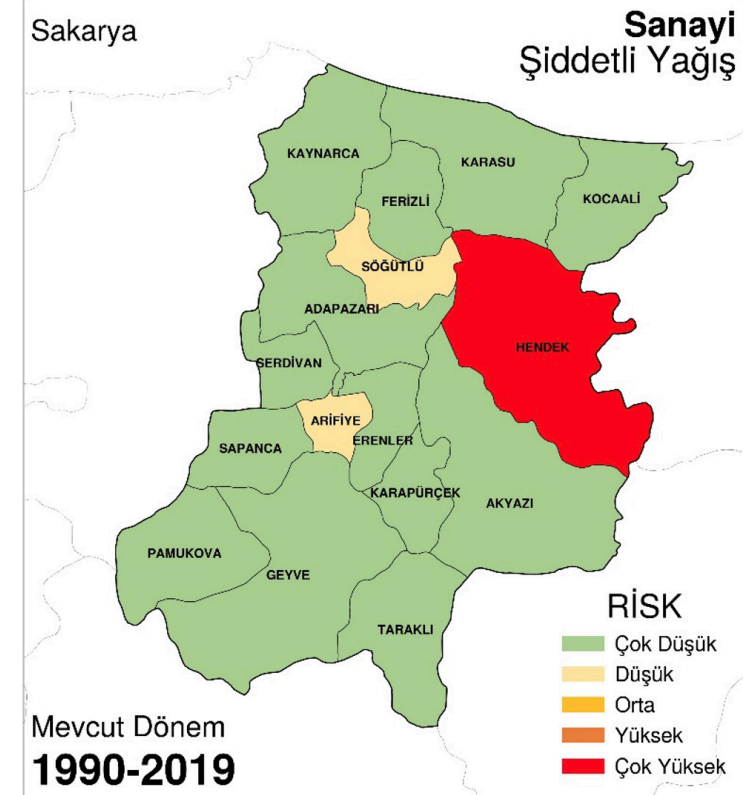 Sakarya
Sanayi
Şiddetli Yağış
KAYNARCA
KARASU
FERİZLİ
KOCAALİ
SÖĞÜTLÜ
ADAPAZARI
HENDEK
SERDİVAN
ARİFİYE
ERENLER
SAPANCA
KARAPÜRÇEK
AKYAZI
PAMUKOVA
GEYVE
TARAKLI
RİSK
Çok Düşük
Düşük
Orta
Yüksek
Çok Yüksek
Mevcut Dönem
1990-2019